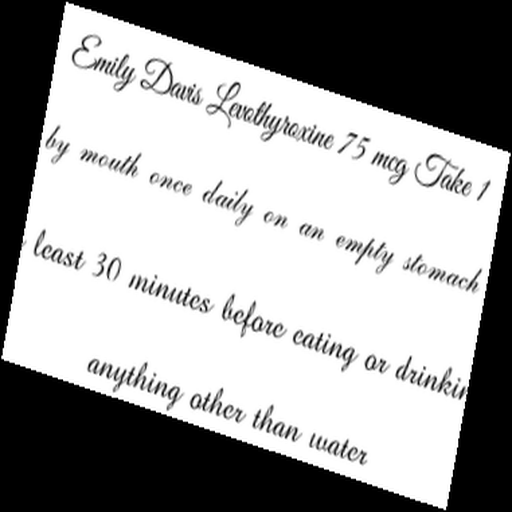 Emily Davis Levothyroxine 75 mcg Take 1
by mouth once daily on an empty stomach
least 30 minutes before eating or
anything other than water